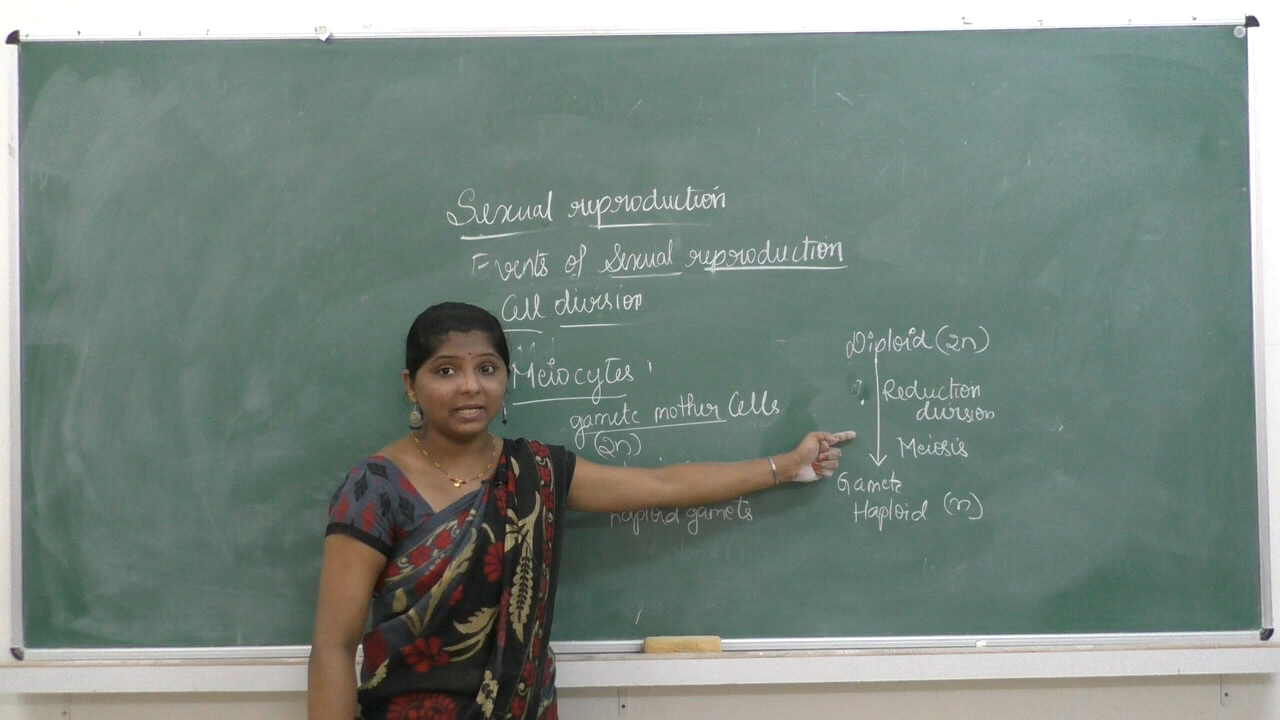 Sexual reproduction
Events of Sexual reproduction
Cell division
Meiocytes
gamete mother Cells
(2n)
haploid gamets
Diploid (2n)
? Reduction
division
Meiosis
Gamete
Haploid (n)